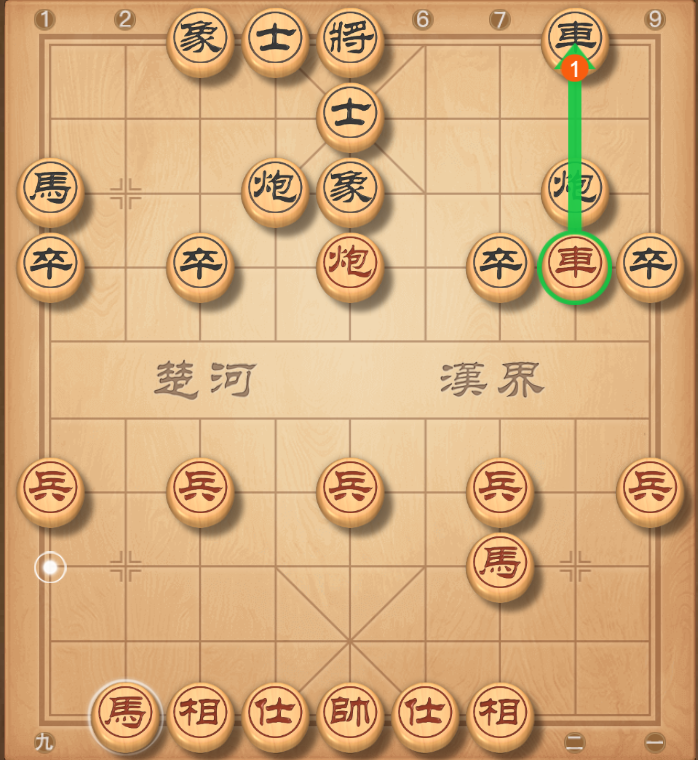 1 2 6 7 9
象 士 將 車
1
士
馬 炮 象 炮
卒 卒 炮 卒 車 卒
楚河 漢界
兵 兵 兵 兵 兵
馬
馬 相 仕 帥 仕 相
九 二 一